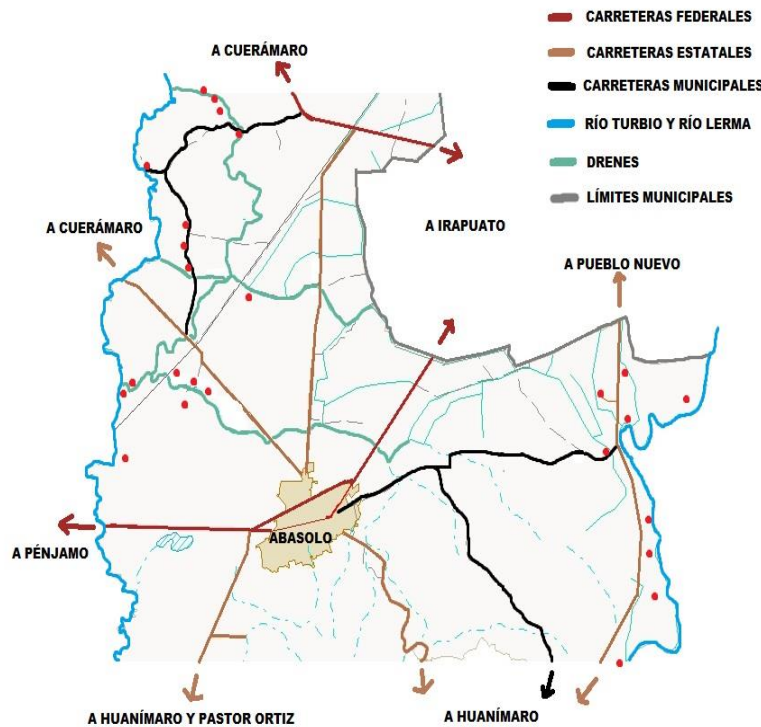 CARRETERAS FEDERALES
A CUERÁMARO
CARRETERAS ESTATALES
CARRETERAS MUNICIPALES
RÍO TURBIO Y RÍO LERMA
DRENES
LÍMITES MUNICIPALES
A IRAPUATO
A CUERÁMARO
A PUEBLO NUEVO
ABASOLO
A PÉNJAMO
A HUANÍMARO Y PASTOR ORTIZ
A HUANÍMARO